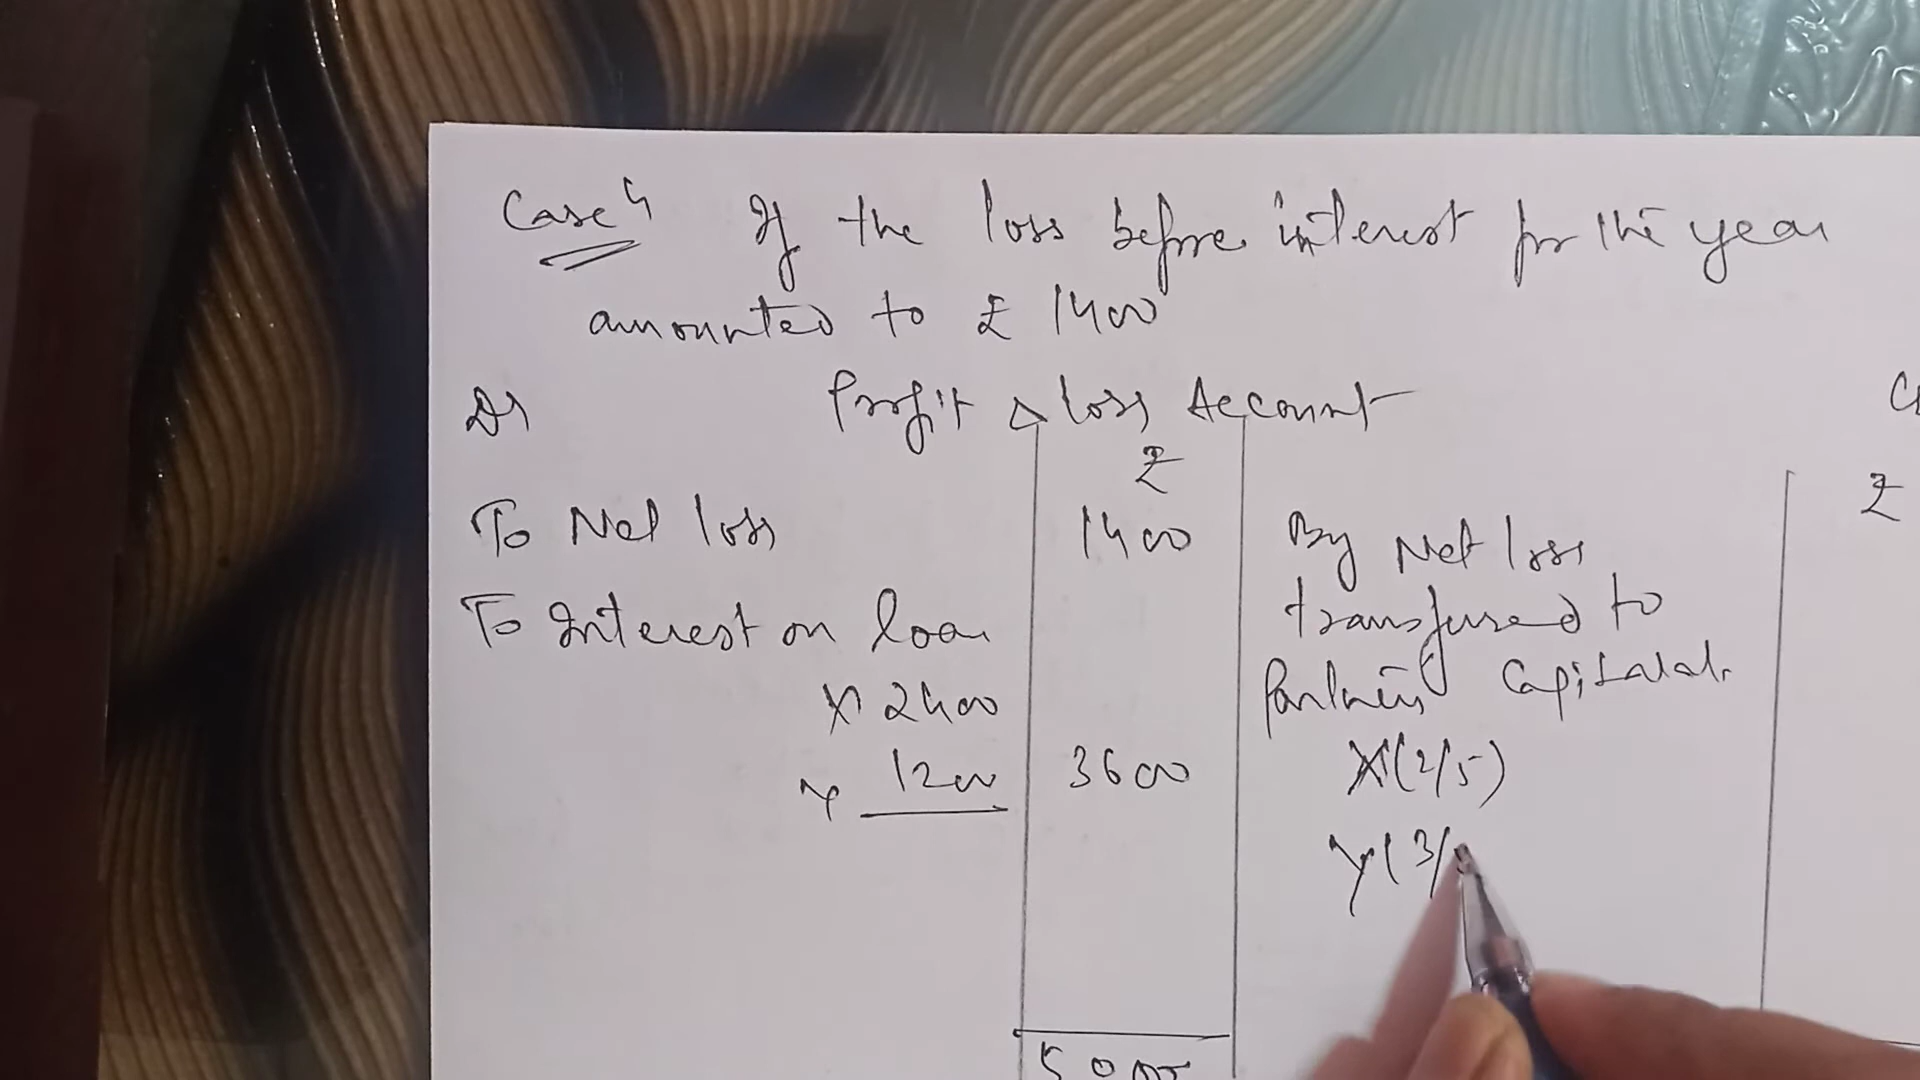 Case 4 If the loss before interest for the year
amounted to ₹ 1400
Dr Profit & loss Account
₹ ₹
To Net loss 1400 By Net loss
transfured to
To Interest on loan Partners Capital
X 2400 X (2/5)
Y 1200 3600 Y (3/
5000